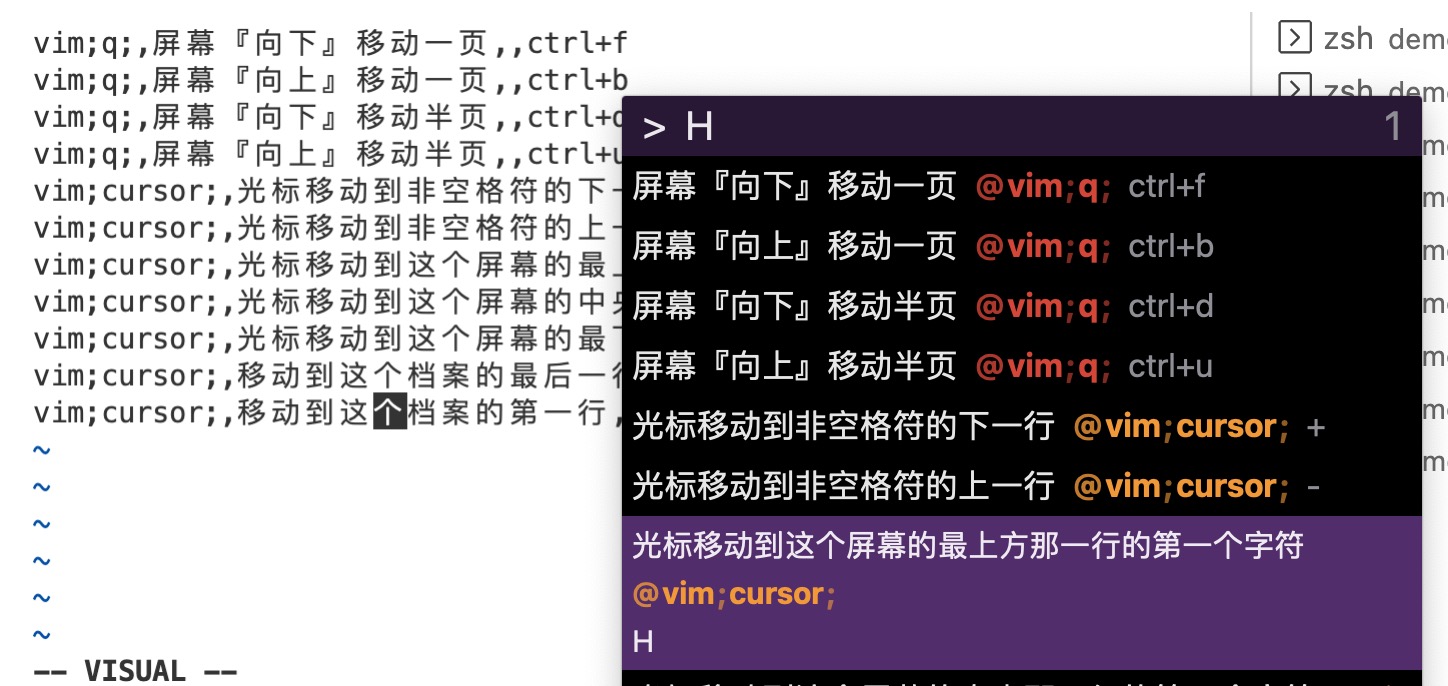 vim;q;,屏幕『向下』移动一页,,ctrl+f
vim;q;,屏幕『向上』移动一页,,ctrl+b
vim;q;,屏幕『向下』移动半页,,ctrl+
vim;q;,屏幕『向上』移动半页,,ctrl+
vim;cursor;,光标移动到非空格符的下
vim;cursor;,光标移动到非空格符的上
vim;cursor;,光标移动到这个屏幕的最
vim;cursor;,光标移动到这个屏幕的中
vim;cursor;,光标移动到这个屏幕的最
vim;cursor;,移动到这个档案的最后一行
vim;cursor;,移动到这个档案的第一行,
~
~
~
~
~
~
-- VISUAL --
> H 1
屏幕『向下』移动一页 @vim;q; ctrl+f
屏幕『向上』移动一页 @vim;q; ctrl+b
屏幕『向下』移动半页 @vim;q; ctrl+d
屏幕『向上』移动半页 @vim;q; ctrl+u
光标移动到非空格符的下一行 @vim;cursor; +
光标移动到非空格符的上一行 @vim;cursor; -
光标移动到这个屏幕的最上方那一行的第一个字符
@vim;cursor;
H
zsh dem
zsh dem